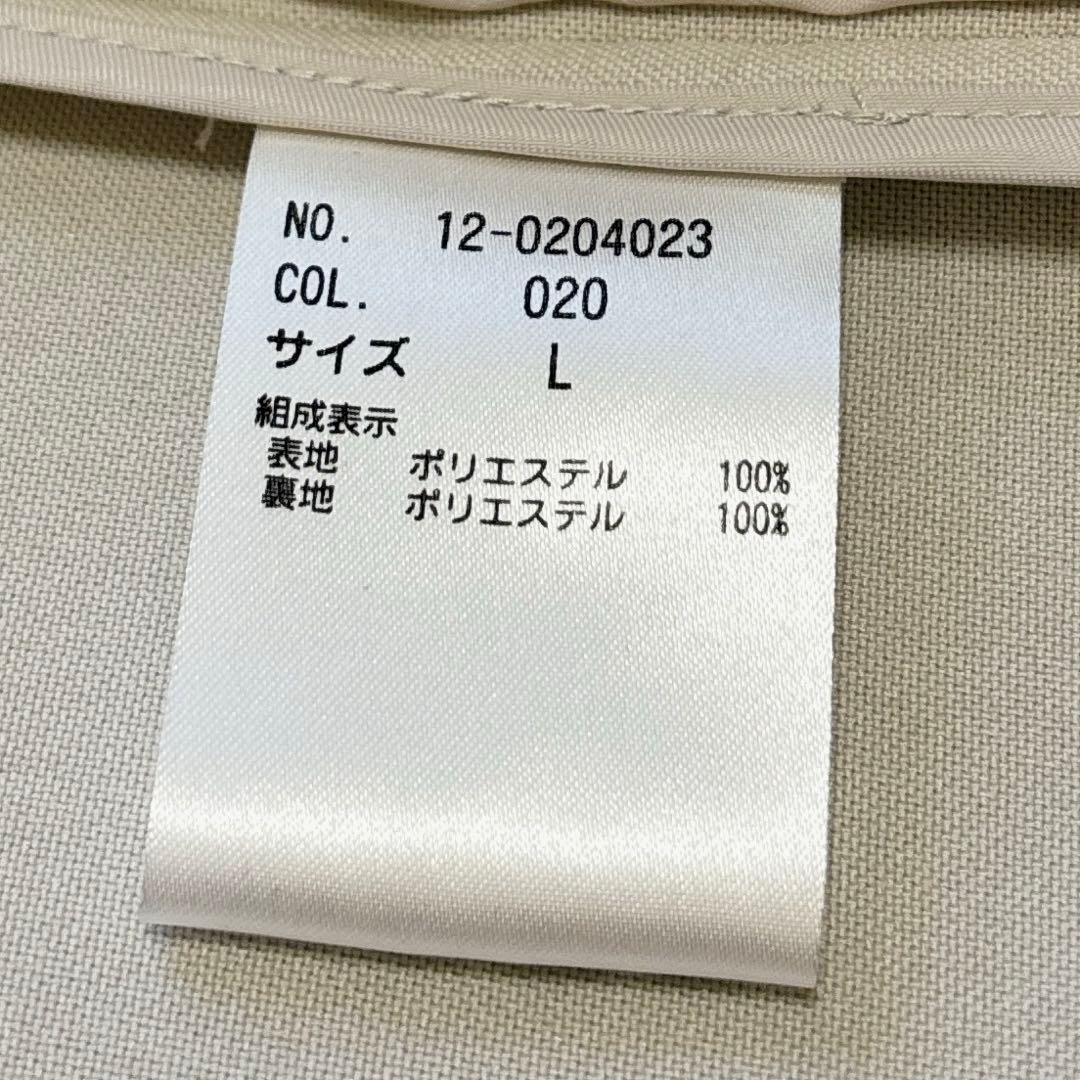 NO. 12-0204023
COL. 020
サイズ L
組成表示
表地 ポリエステル 100%
裏地 ポリエステル 100%